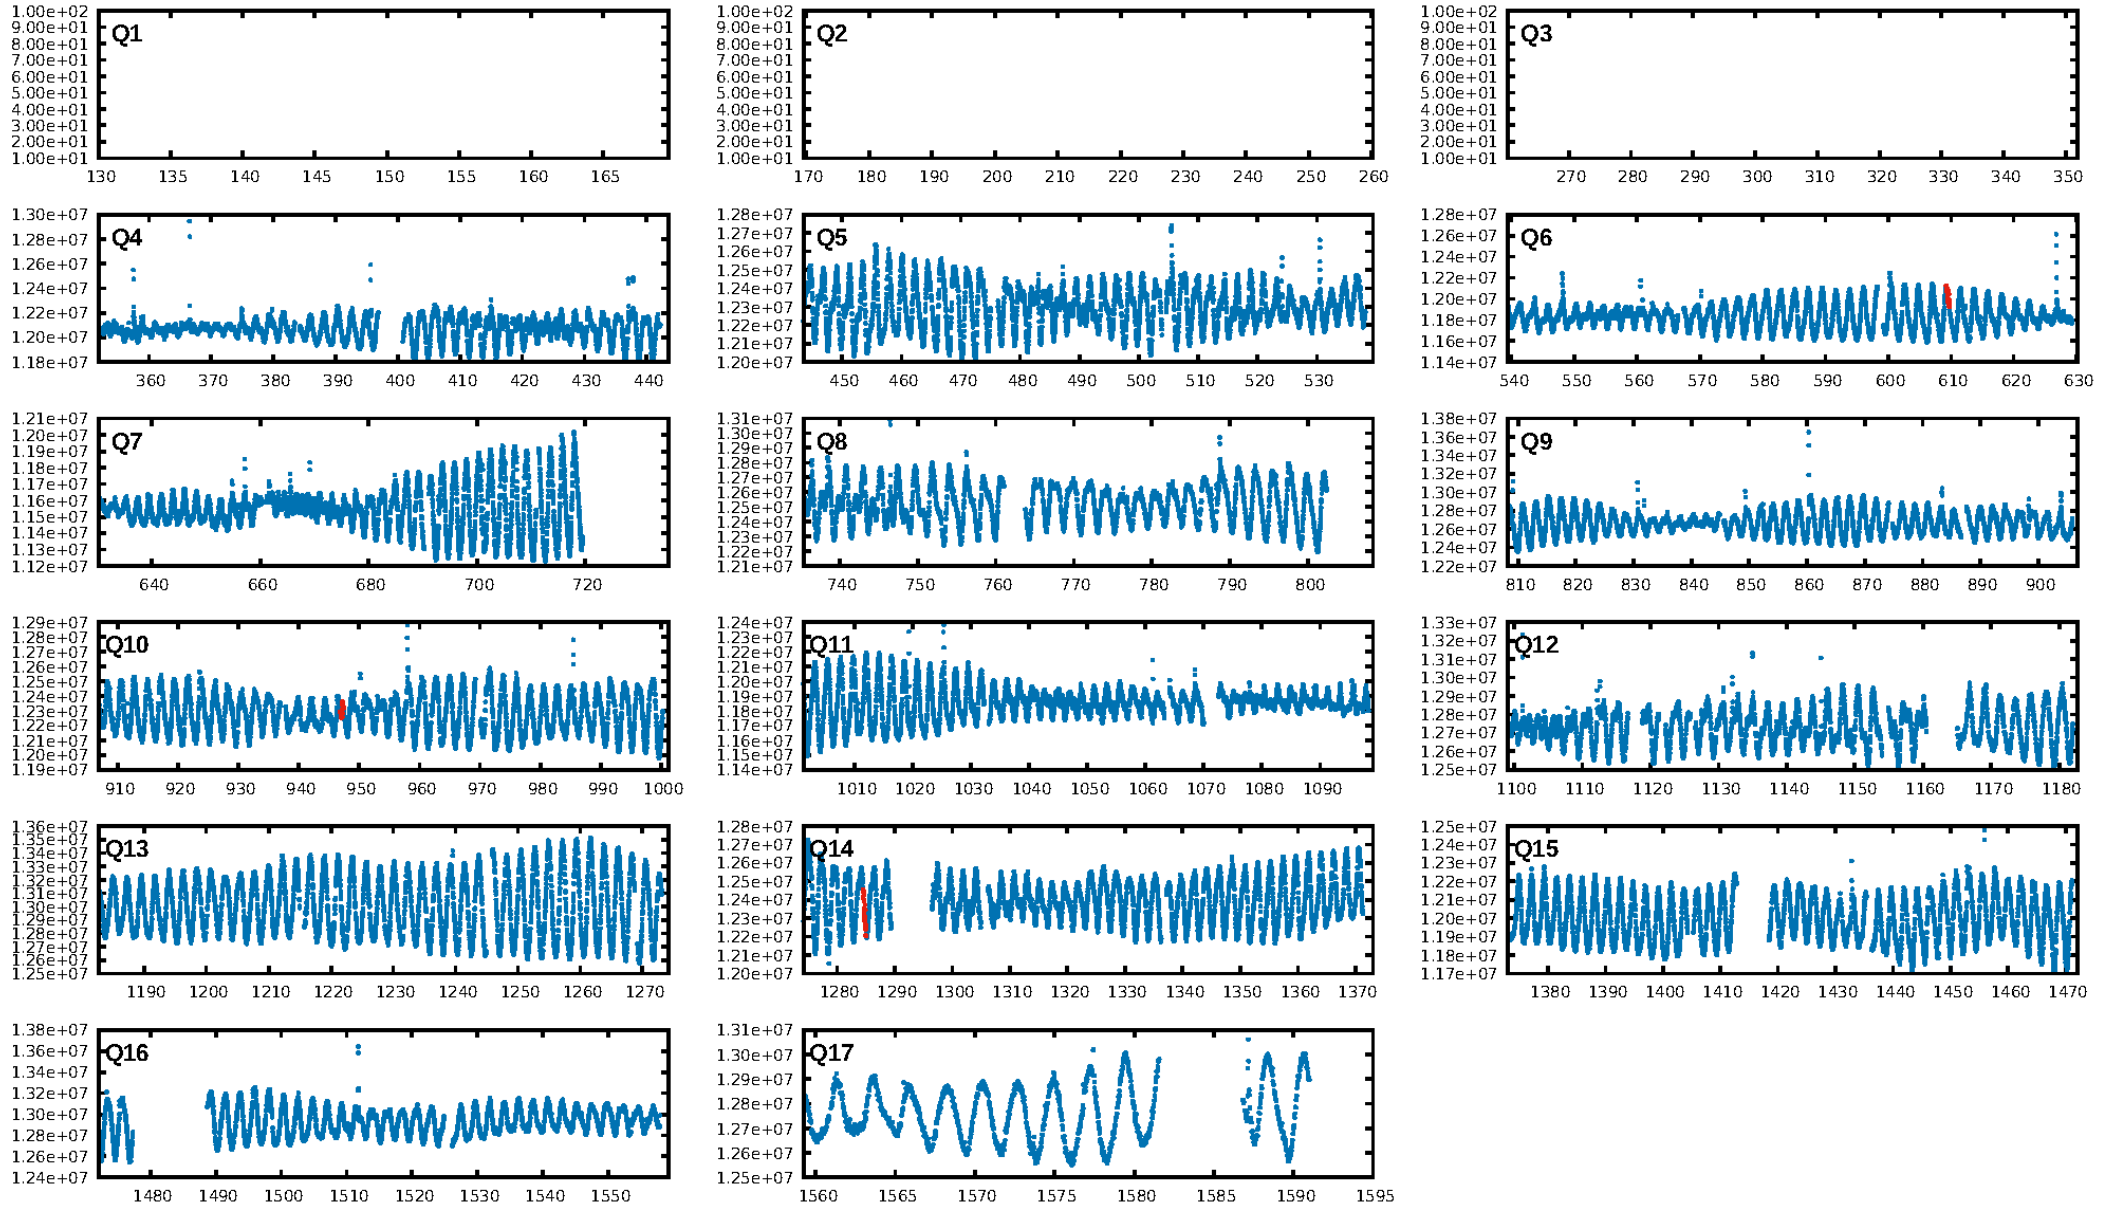 1.00e+02
9.00e+01
8.00e+01
7.00e+01
6.00e+01
5.00e+01
4.00e+01
3.00e+01
2.00e+01
1.00e+01
Q1
130 135 140 145 150 155 160 165
1.00e+02
9.00e+01
8.00e+01
7.00e+01
6.00e+01
5.00e+01
4.00e+01
3.00e+01
2.00e+01
1.00e+01
Q2
170 180 190 200 210 220 230 240 250 260
1.00e+02
9.00e+01
8.00e+01
7.00e+01
6.00e+01
5.00e+01
4.00e+01
3.00e+01
2.00e+01
1.00e+01
Q3
270 280 290 300 310 320 330 340 350
1.30e+07
1.28e+07
1.26e+07
1.24e+07
1.22e+07
1.20e+07
1.18e+07
Q4
360 370 380 390 400 410 420 430 440
1.28e+07
1.27e+07
1.26e+07
1.25e+07
1.24e+07
1.23e+07
1.22e+07
1.21e+07
1.20e+07
Q5
450 460 470 480 490 500 510 520 530
1.28e+07
1.26e+07
1.24e+07
1.22e+07
1.20e+07
1.18e+07
1.16e+07
1.14e+07
Q6
540 550 560 570 580 590 600 610 620 630
1.21e+07
1.20e+07
1.19e+07
1.18e+07
1.17e+07
1.16e+07
1.15e+07
1.14e+07
1.13e+07
1.12e+07
Q7
640 660 680 700 720
1.31e+07
1.30e+07
1.29e+07
1.28e+07
1.27e+07
1.26e+07
1.25e+07
1.24e+07
1.23e+07
1.22e+07
1.21e+07
Q8
740 750 760 770 780 790 800
1.38e+07
1.36e+07
1.34e+07
1.32e+07
1.30e+07
1.28e+07
1.26e+07
1.24e+07
1.22e+07
Q9
810 820 830 840 850 860 870 880 890 900
1.29e+07
1.28e+07
1.27e+07
1.26e+07
1.25e+07
1.24e+07
1.23e+07
1.22e+07
1.21e+07
1.20e+07
1.19e+07
Q10
910 920 930 940 950 960 970 980 990 1000
1.24e+07
1.23e+07
1.22e+07
1.21e+07
1.20e+07
1.19e+07
1.18e+07
1.17e+07
1.16e+07
1.15e+07
1.14e+07
Q11
1010 1020 1030 1040 1050 1060 1070 1080 1090
1.33e+07
1.32e+07
1.31e+07
1.30e+07
1.29e+07
1.28e+07
1.27e+07
1.26e+07
1.25e+07
Q12
1100 1110 1120 1130 1140 1150 1160 1170 1180
1.36e+07
1.35e+07
1.34e+07
1.33e+07
1.32e+07
1.31e+07
1.30e+07
1.29e+07
1.28e+07
1.27e+07
1.26e+07
1.25e+07
Q13
1190 1200 1210 1220 1230 1240 1250 1260 1270
1.28e+07
1.27e+07
1.26e+07
1.25e+07
1.24e+07
1.23e+07
1.22e+07
1.21e+07
1.20e+07
Q14
1280 1290 1300 1310 1320 1330 1340 1350 1360 1370
1.25e+07
1.24e+07
1.23e+07
1.22e+07
1.21e+07
1.20e+07
1.19e+07
1.18e+07
1.17e+07
Q15
1380 1390 1400 1410 1420 1430 1440 1450 1460 1470
1.38e+07
1.36e+07
1.34e+07
1.32e+07
1.30e+07
1.28e+07
1.26e+07
1.24e+07
Q16
1480 1490 1500 1510 1520 1530 1540 1550
1.31e+07
1.30e+07
1.29e+07
1.28e+07
1.27e+07
1.26e+07
1.25e+07
Q17
1560 1565 1570 1575 1580 1585 1590 1595